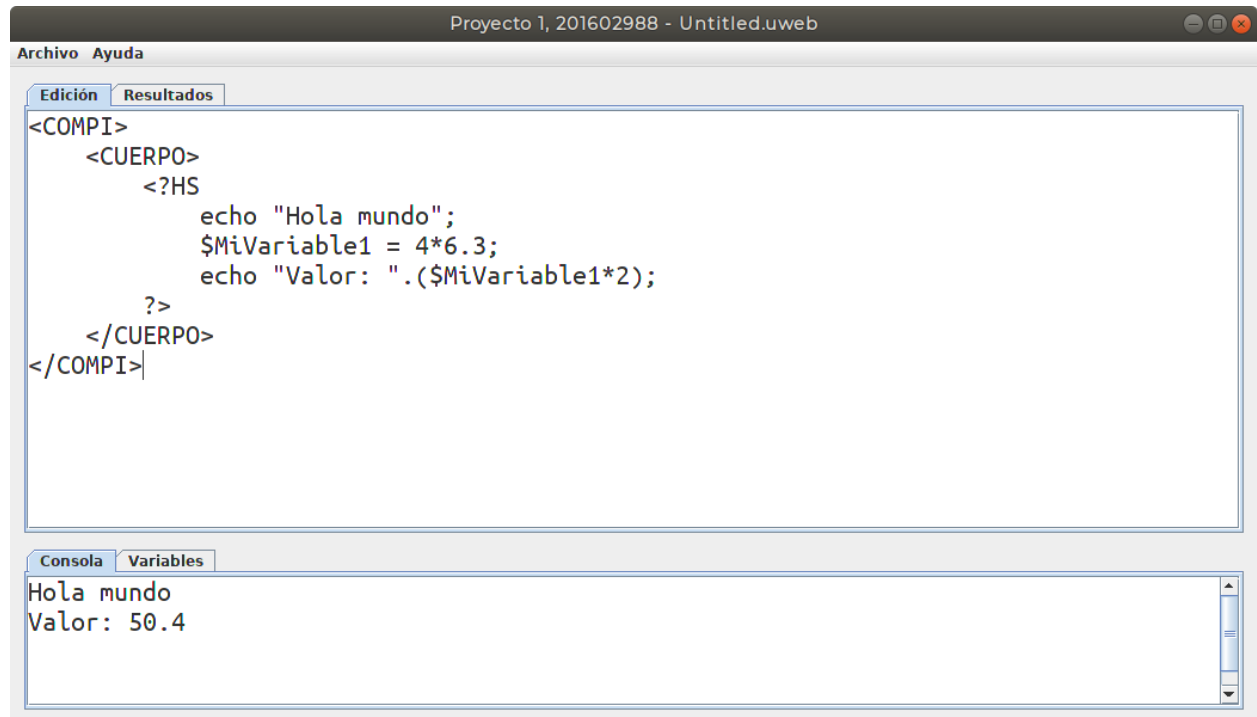 Proyecto 1, 201602988 - Untitled.uweb
Archivo Ayuda
Edición Resultados
<COMPI>
    <CUERPO>
        <?HS
            echo "Hola mundo";
            $MiVariable1 = 4*6.3;
            echo "Valor: ".($MiVariable1*2);
        ?>
    </CUERPO>
</COMPI>
Consola Variables
Hola mundo
Valor: 50.4